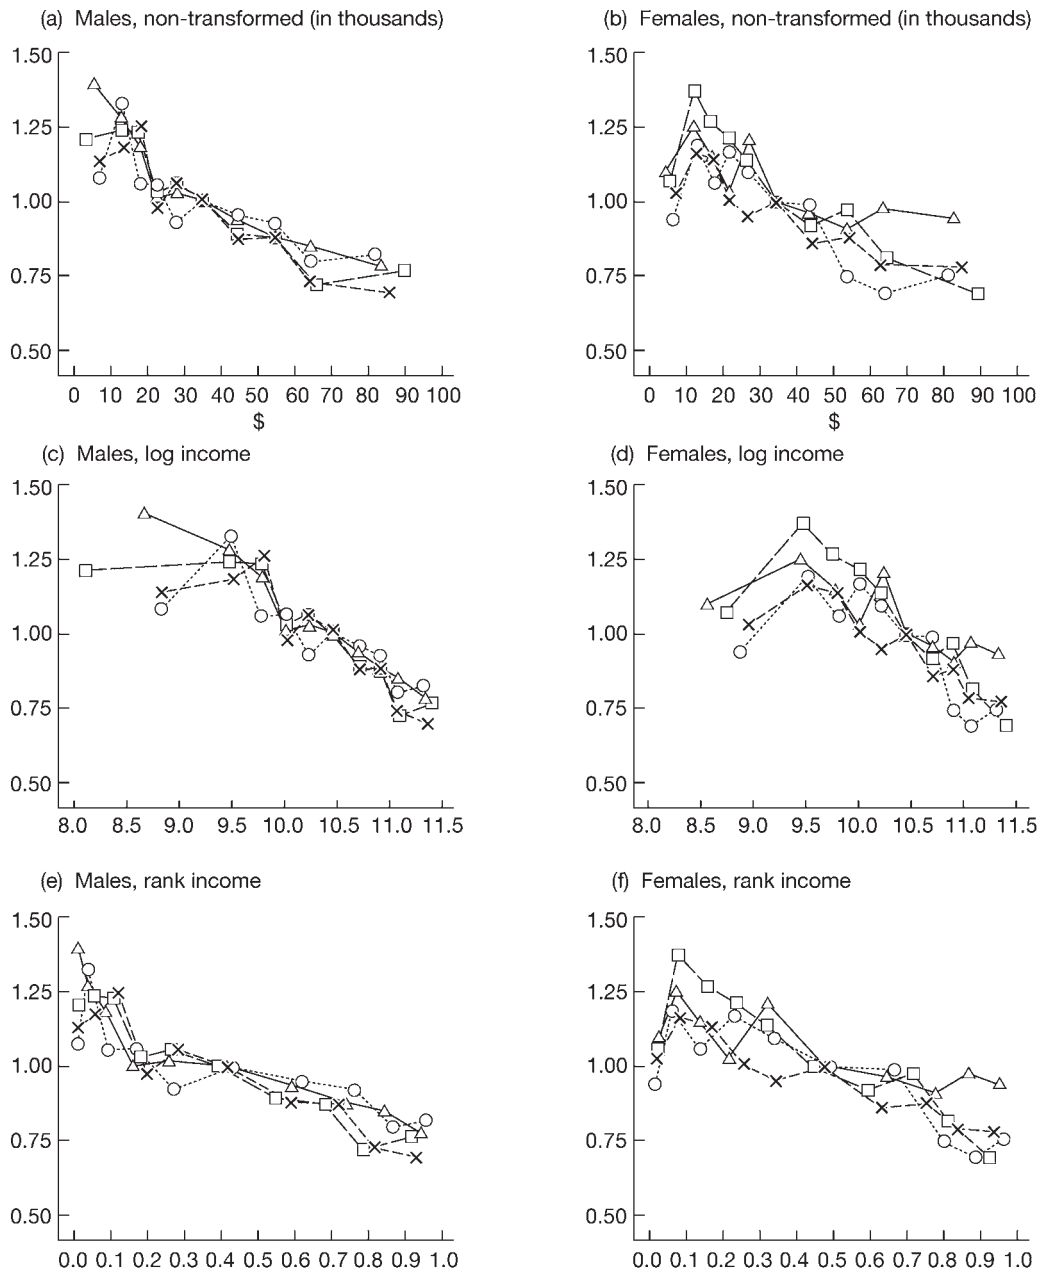 (a) Males, non-transformed (in thousands)
1.50
1.25
1.00
0.75
0.50
0 10 20 30 40 50 60 70 80 90 100
$
(b) Females, non-transformed (in thousands)
1.50
1.25
1.00
0.75
0.50
0 10 20 30 40 50 60 70 80 90 100
$
(c) Males, log income
1.50
1.25
1.00
0.75
0.50
8.0 8.5 9.0 9.5 10.0 10.5 11.0 11.5
(d) Females, log income
1.50
1.25
1.00
0.75
0.50
8.0 8.5 9.0 9.5 10.0 10.5 11.0 11.5
(e) Males, rank income
1.50
1.25
1.00
0.75
0.50
0.0 0.1 0.2 0.3 0.4 0.5 0.6 0.7 0.8 0.9 1.0
(f) Females, rank income
1.50
1.25
1.00
0.75
0.50
0.0 0.1 0.2 0.3 0.4 0.5 0.6 0.7 0.8 0.9 1.0